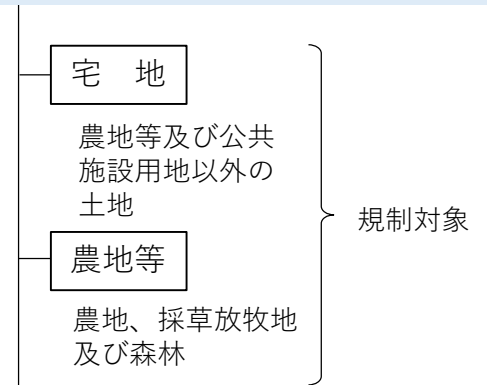 宅　地
農地等及び公共
施設用地以外の
土地
規制対象
農地等
農地、採草放牧地
及び森林